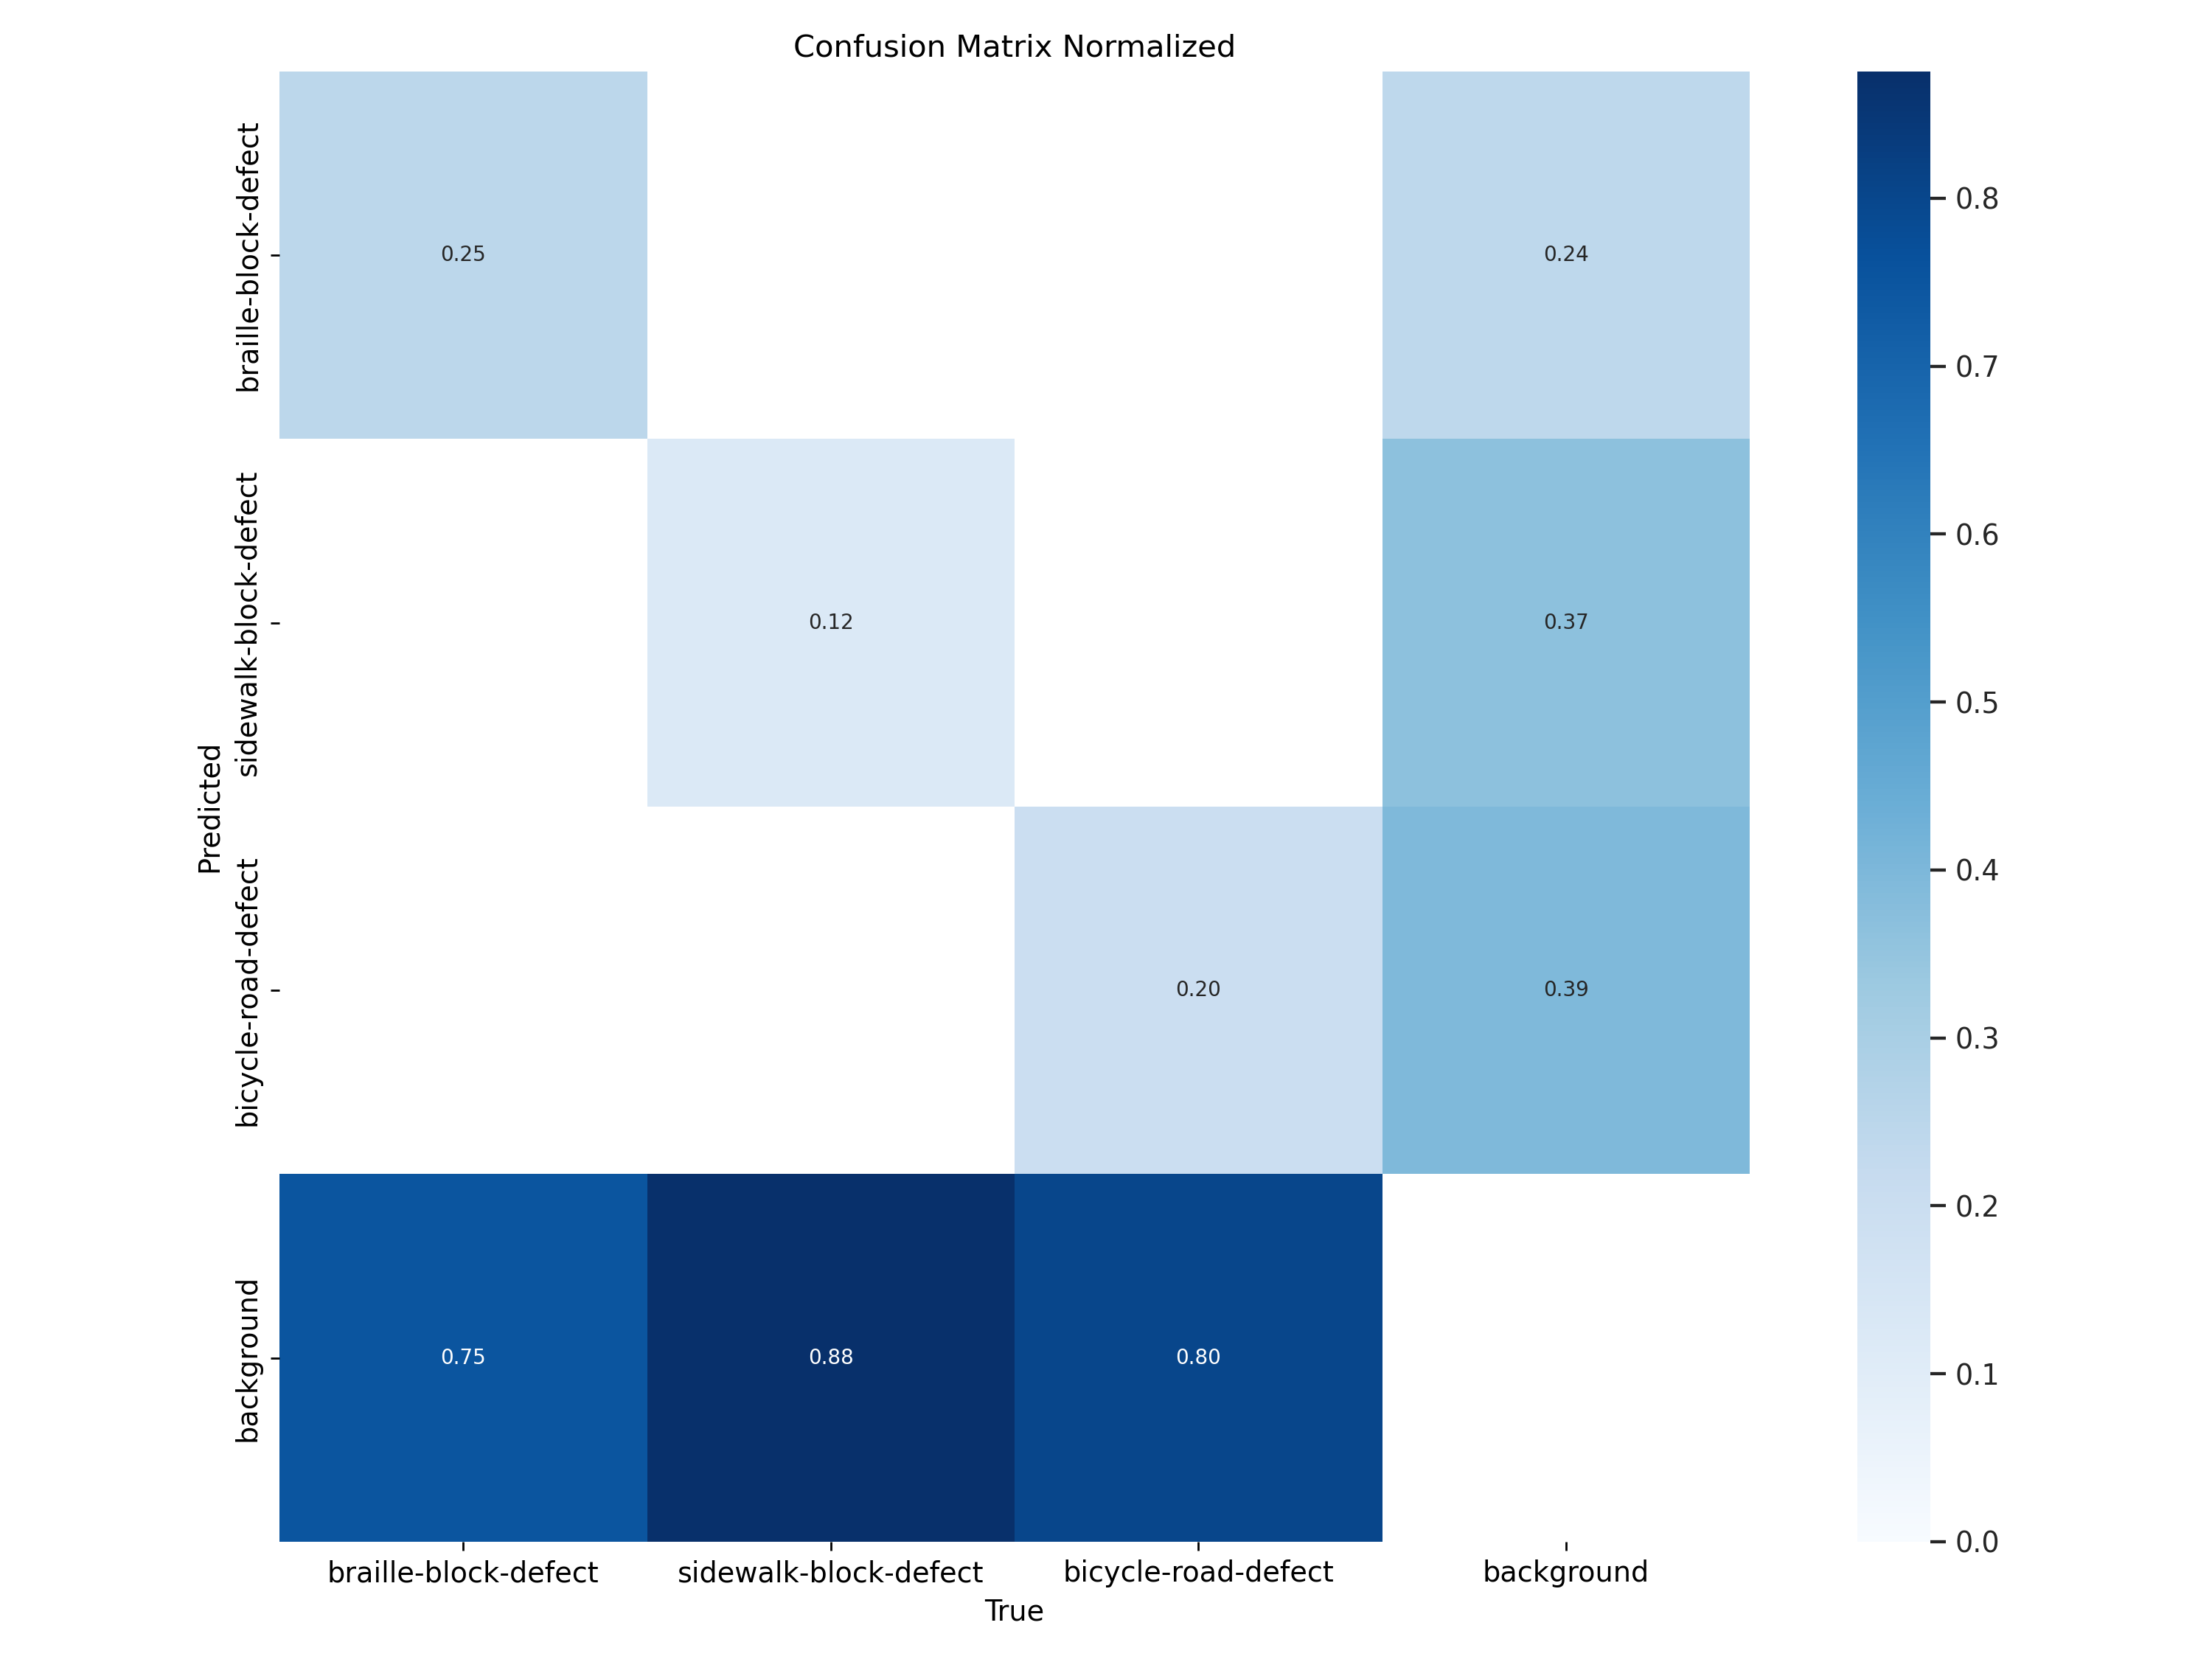 Confusion Matrix Normalized
braille-block-defect
0.25
0.24
sidewalk-block-defect
0.12
0.37
bicycle-road-defect
0.20
0.39
background
0.75
0.88
0.80
Predicted
braille-block-defect
sidewalk-block-defect
bicycle-road-defect
background
True
0.8
0.7
0.6
0.5
0.4
0.3
0.2
0.1
0.0